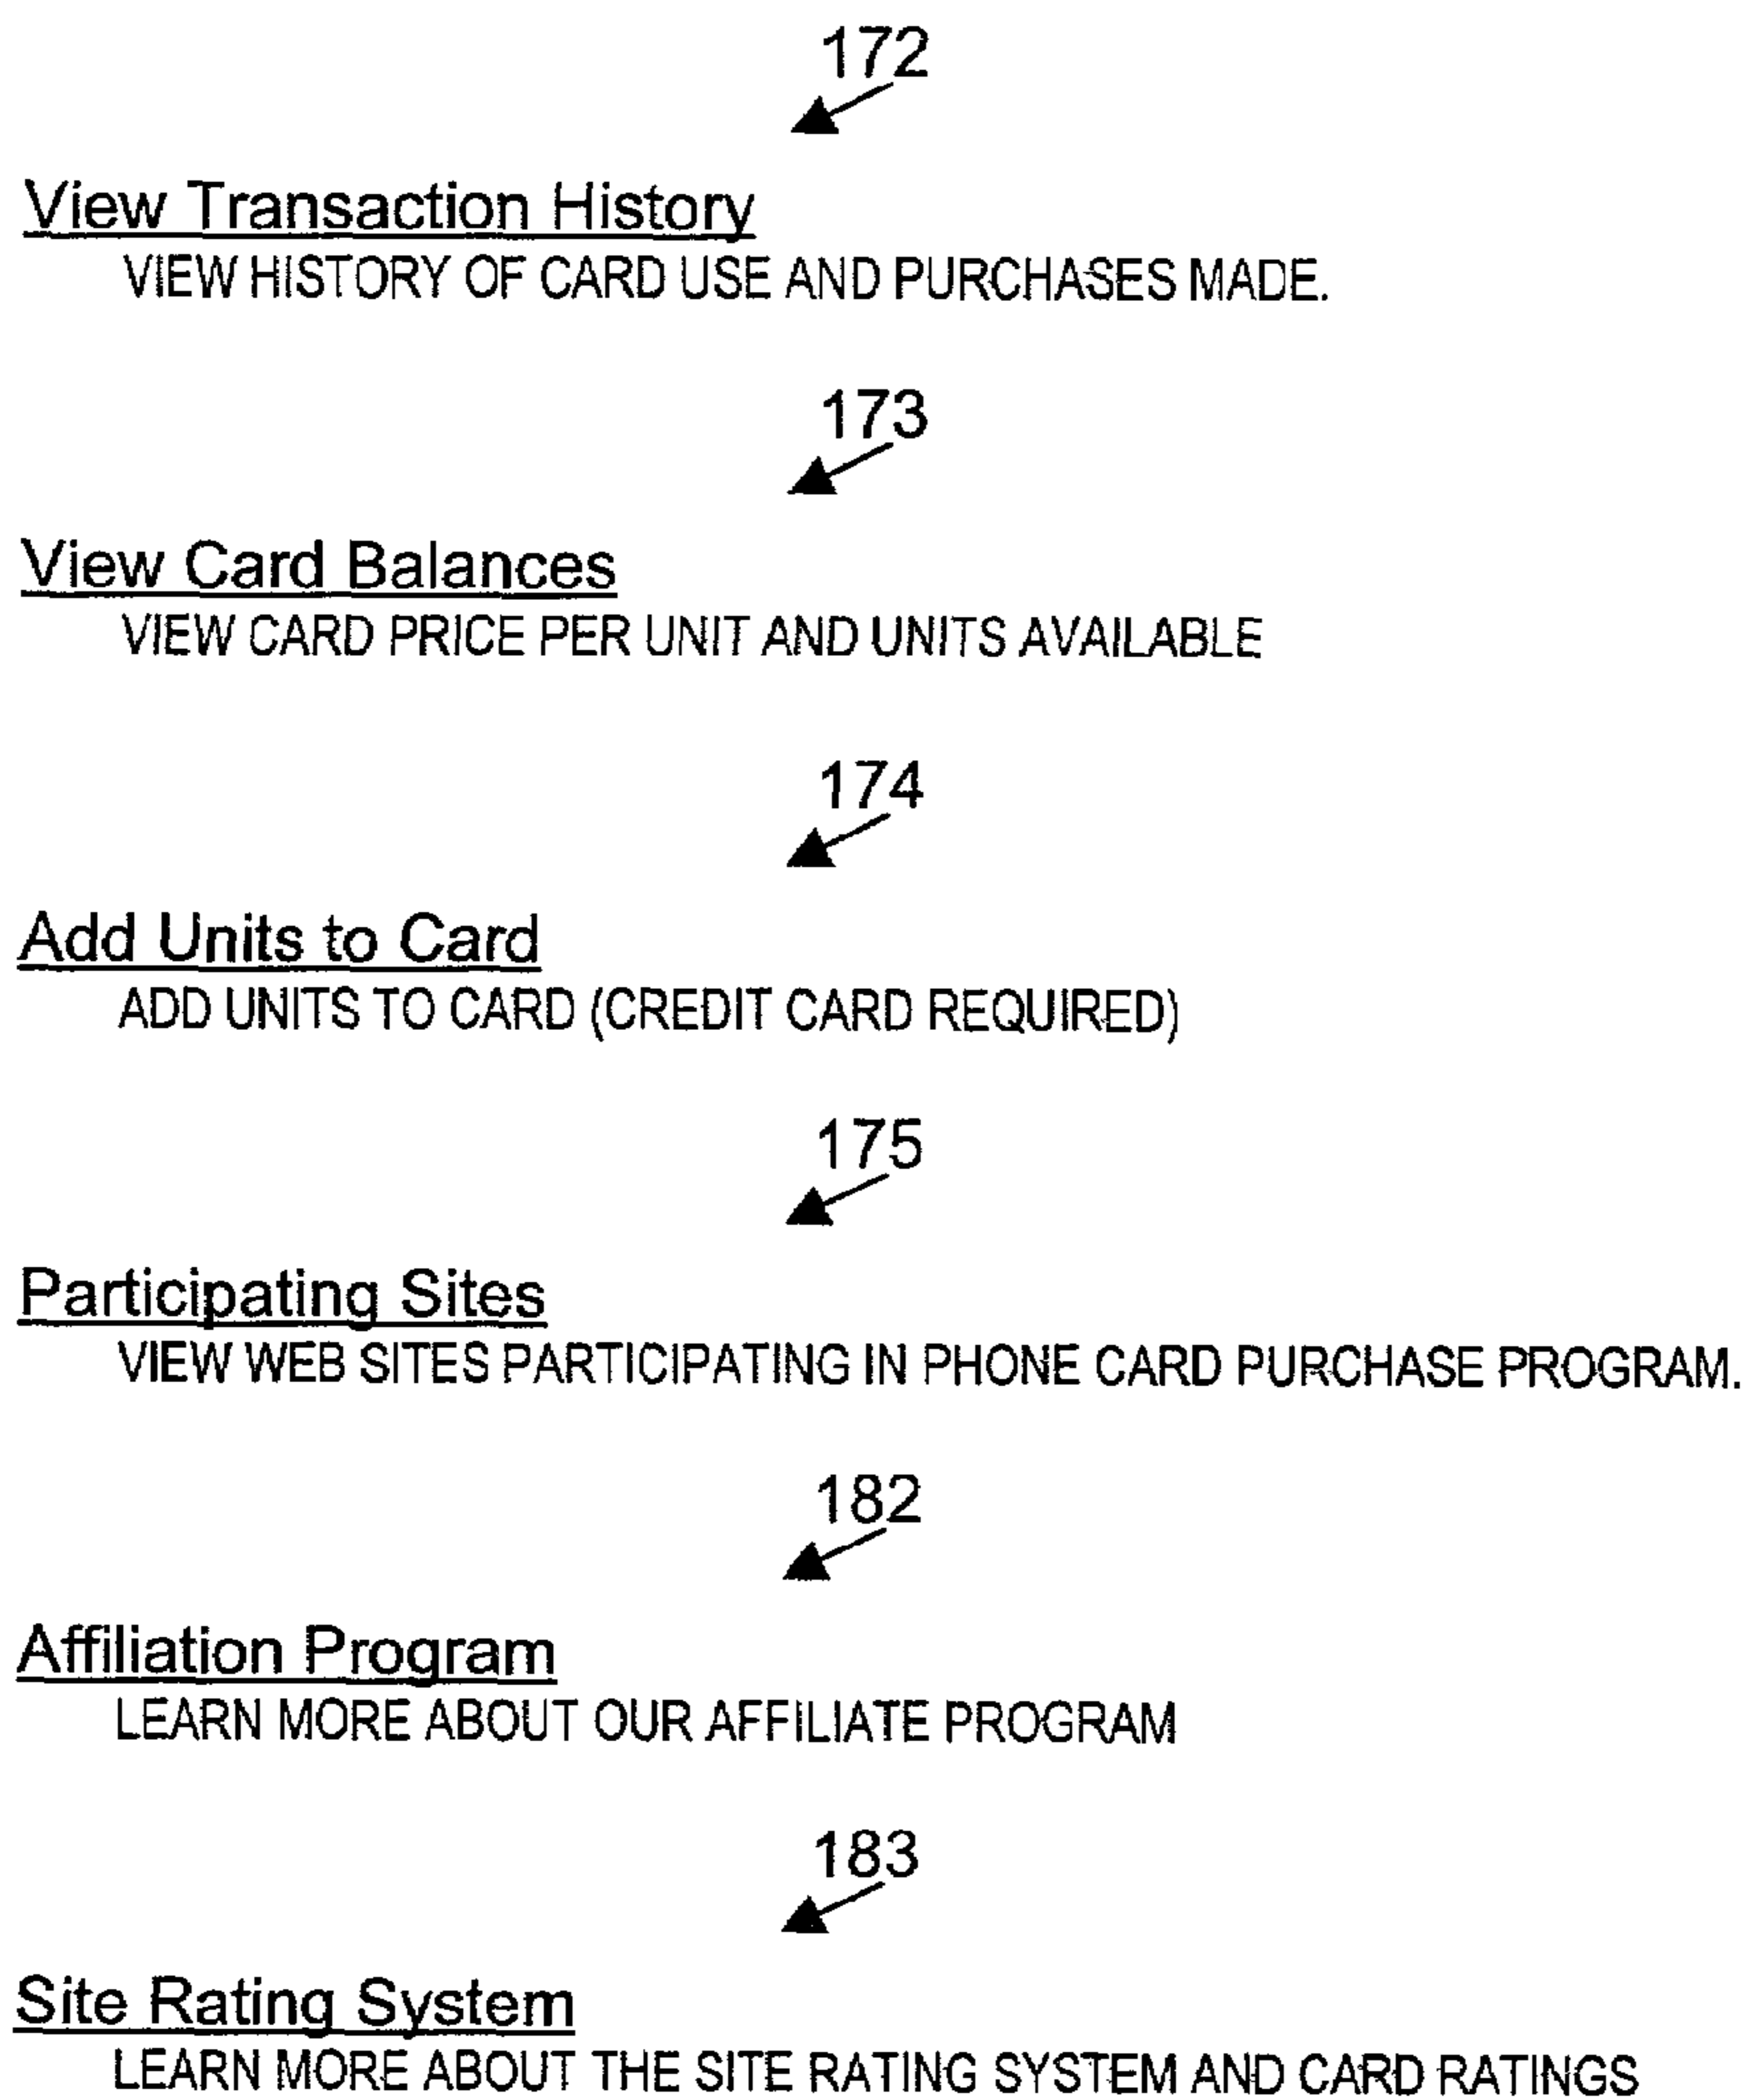 172
View Transaction History
VIEW HISTORY OF CARD USE AND PURCHASES MADE.
173
View Card Balances
VIEW CARD PRICE PER UNIT AND UNITS AVAILABLE
174
Add Units to Card
ADD UNITS TO CARD (CREDIT CARD REQUIRED)
175
Participating Sites
VIEW WEB SITES PARTICIPATING IN PHONE CARD PURCHASE PROGRAM.
182
Affiliation Program
LEARN MORE ABOUT OUR AFFILIATE PROGRAM
183
Site Rating System
LEARN MORE ABOUT THE SITE RATING SYSTEM AND CARD RATINGS